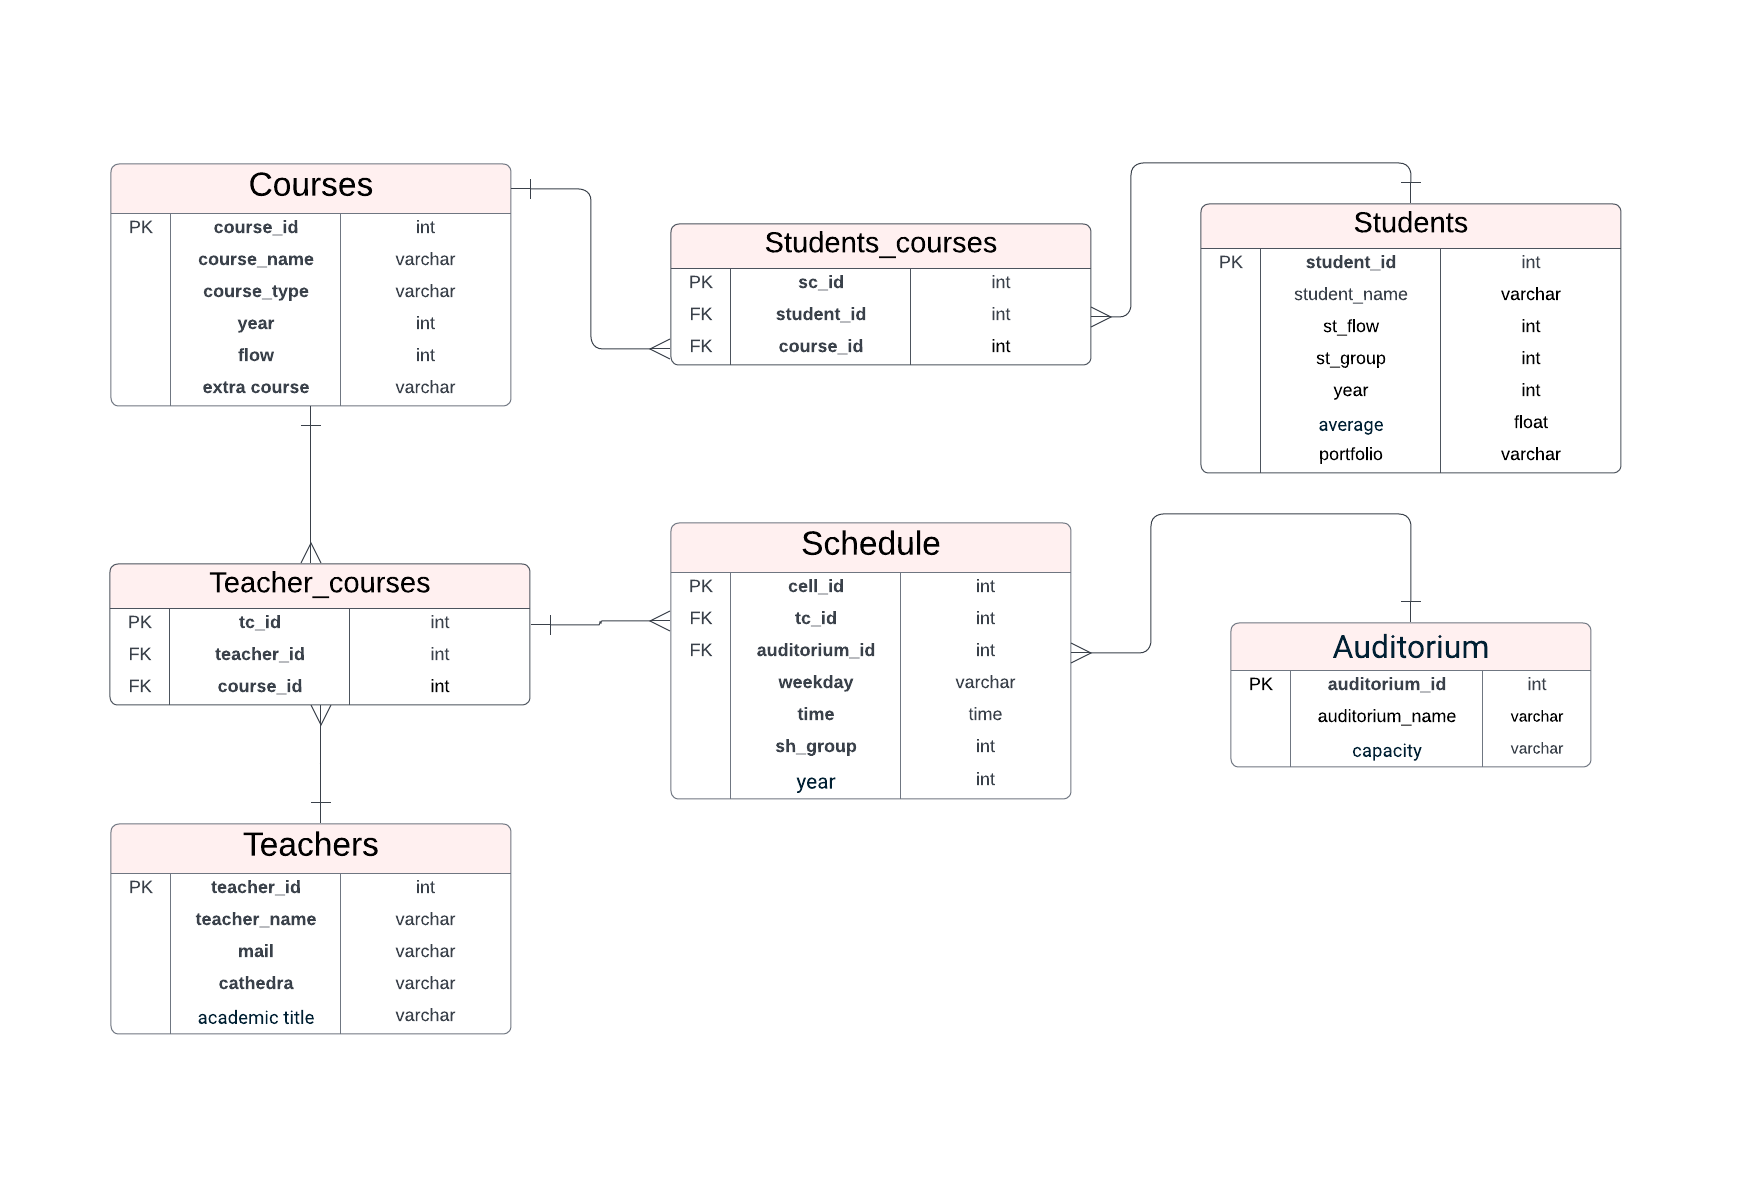 Courses
PK course_id int
course_name varchar
course_type varchar
year int
flow int
extra course varchar
Students_courses
PK sc_id int
FK student_id int
FK course_id int
Students
PK student_id int
student_name varchar
st_flow int
st_group int
year int
average float
portfolio varchar
Teacher_courses
PK tc_id int
FK teacher_id int
FK course_id int
Schedule
PK cell_id int
FK tc_id int
FK auditorium_id int
weekday varchar
time time
sh_group int
year int
Auditorium
PK auditorium_id int
auditorium_name varchar
capacity varchar
Teachers
PK teacher_id int
teacher_name varchar
mail varchar
cathedra varchar
academic title varchar